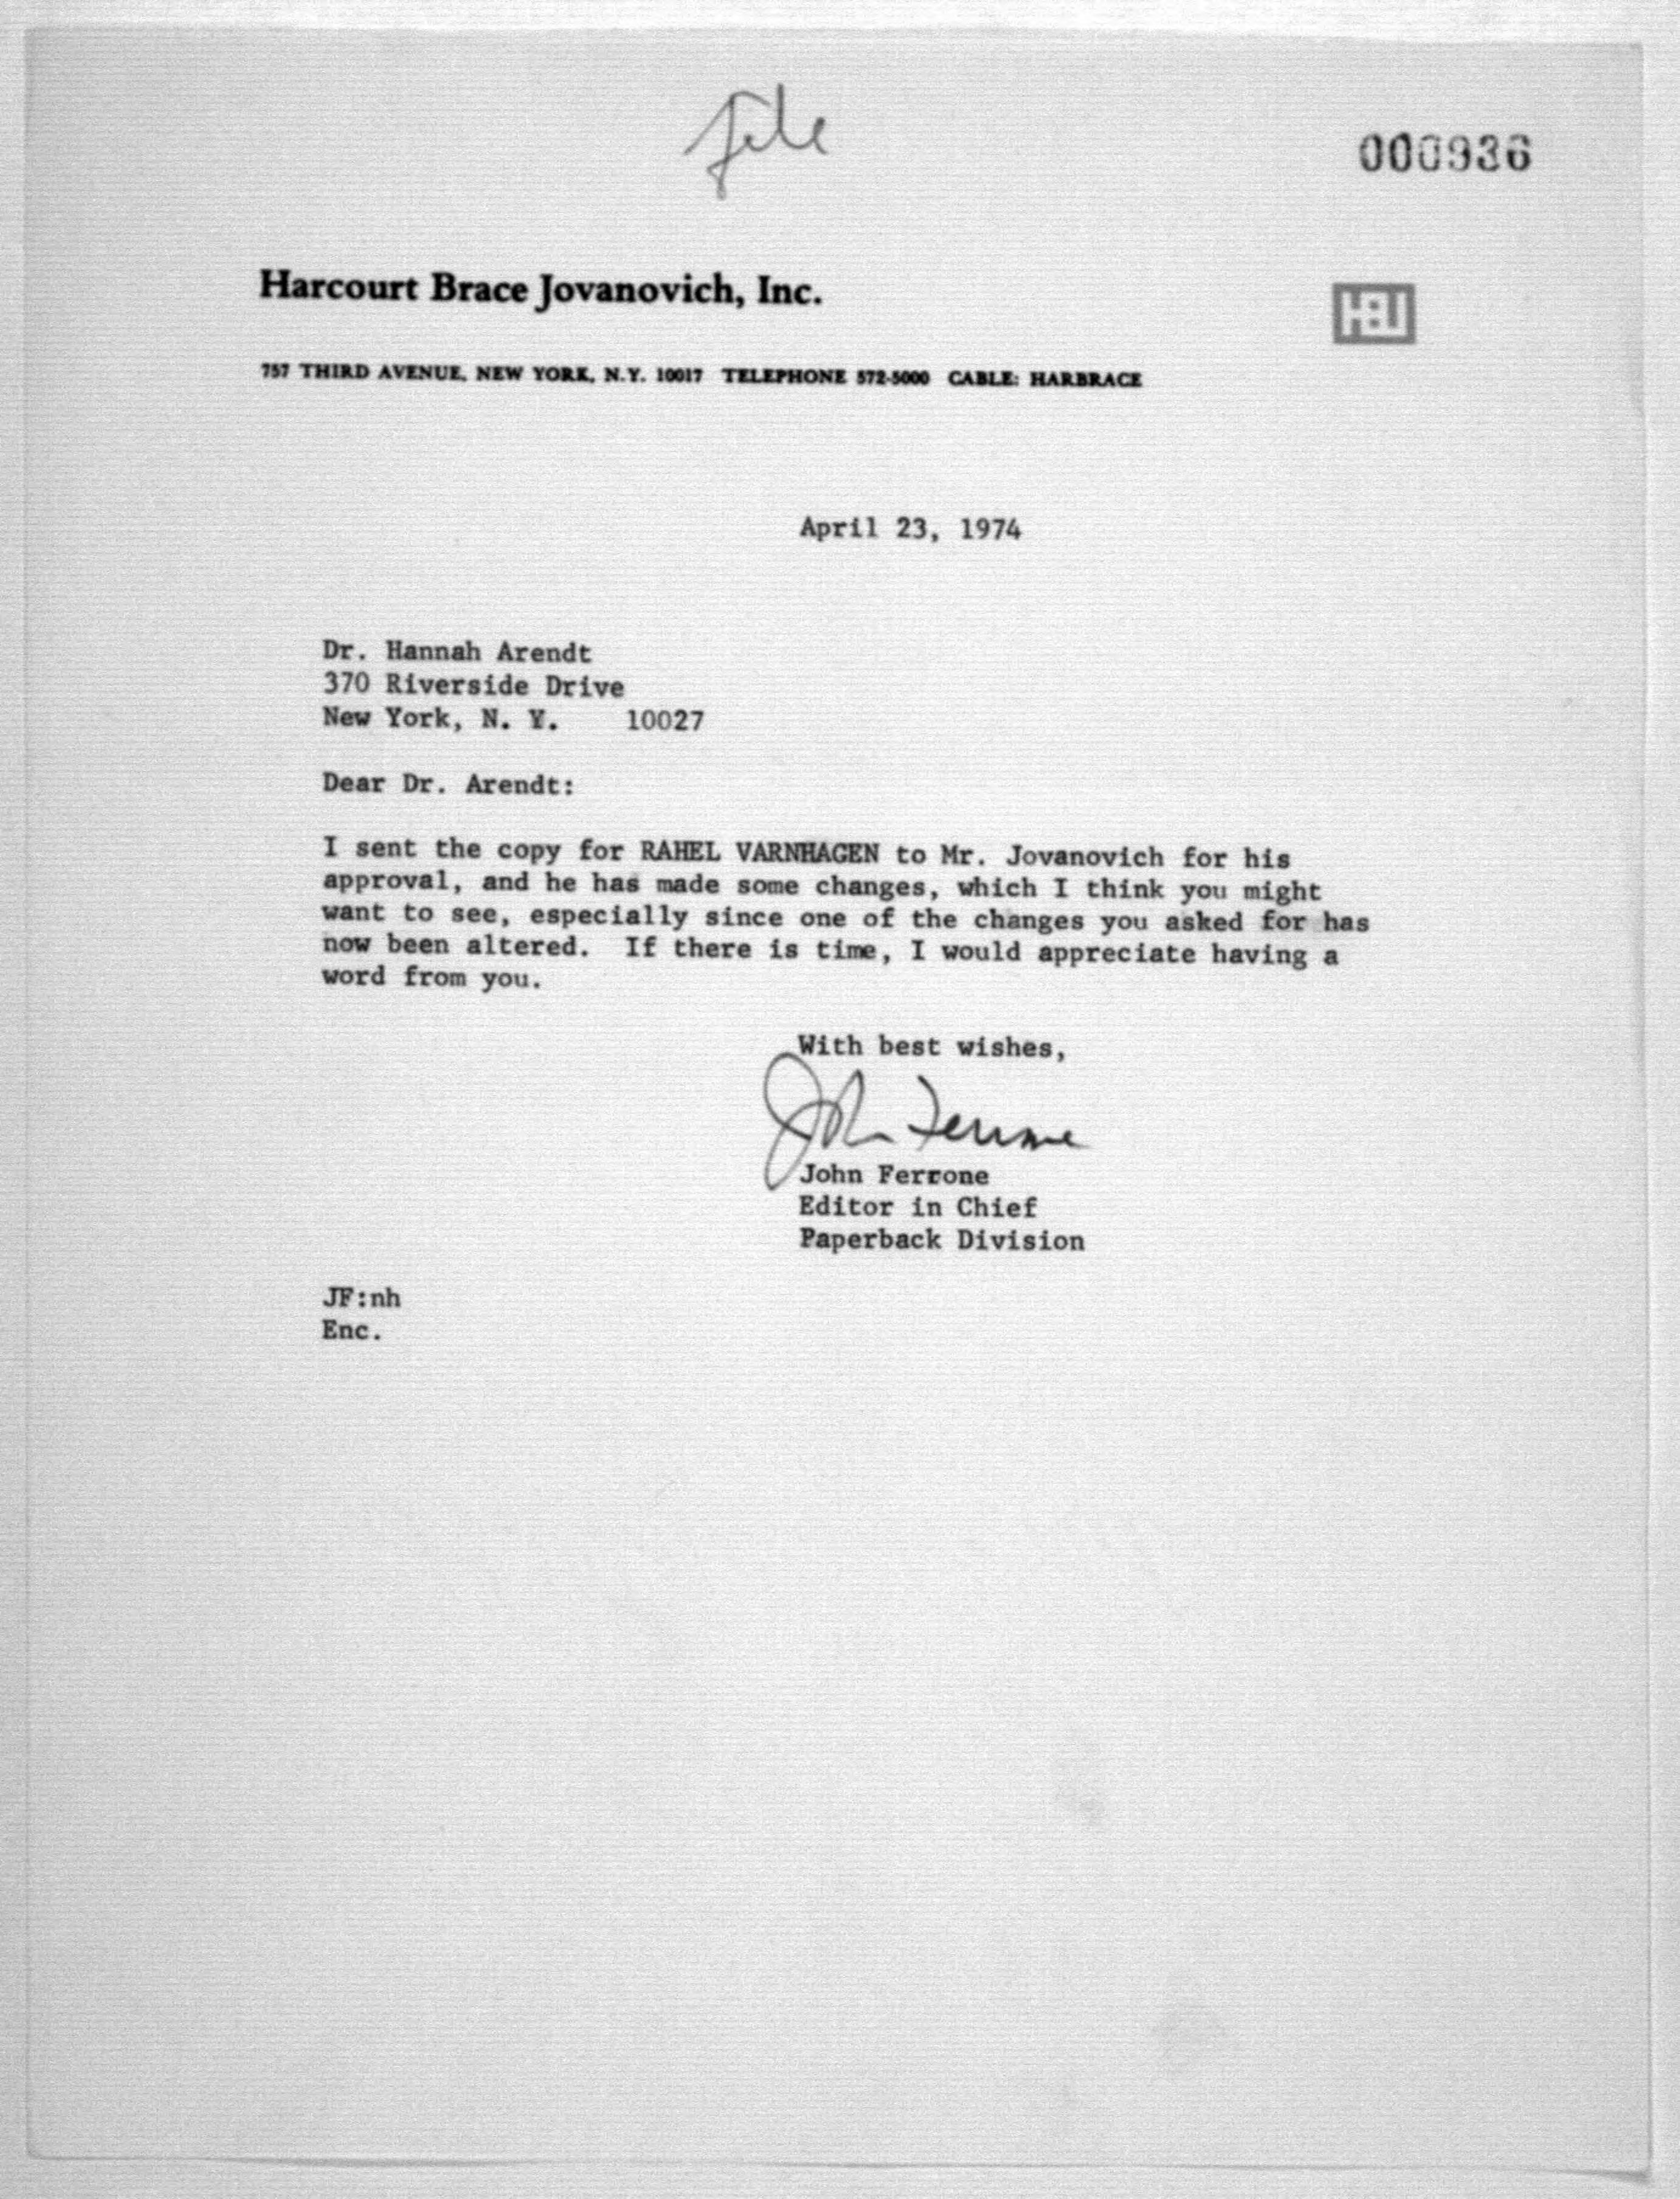 file
000936
Harcourt Brace Jovanovich, Inc.
HBJ
757 THIRD AVENUE, NEW YORK, N.Y. 10017 TELEPHONE 572-5000 CABLE: HARBRACE
April 23, 1974
Dr. Hannah Arendt
370 Riverside Drive
New York, N. Y. 10027
Dear Dr. Arendt:
I sent the copy for RAHEL VARNHAGEN to Mr. Jovanovich for his
approval, and he has made some changes, which I think you might
want to see, especially since one of the changes you asked for has
now been altered. If there is time, I would appreciate having a
word from you.
With best wishes,
John Ferrone
John Ferrone
Editor in Chief
Paperback Division
JF:nh
Enc.